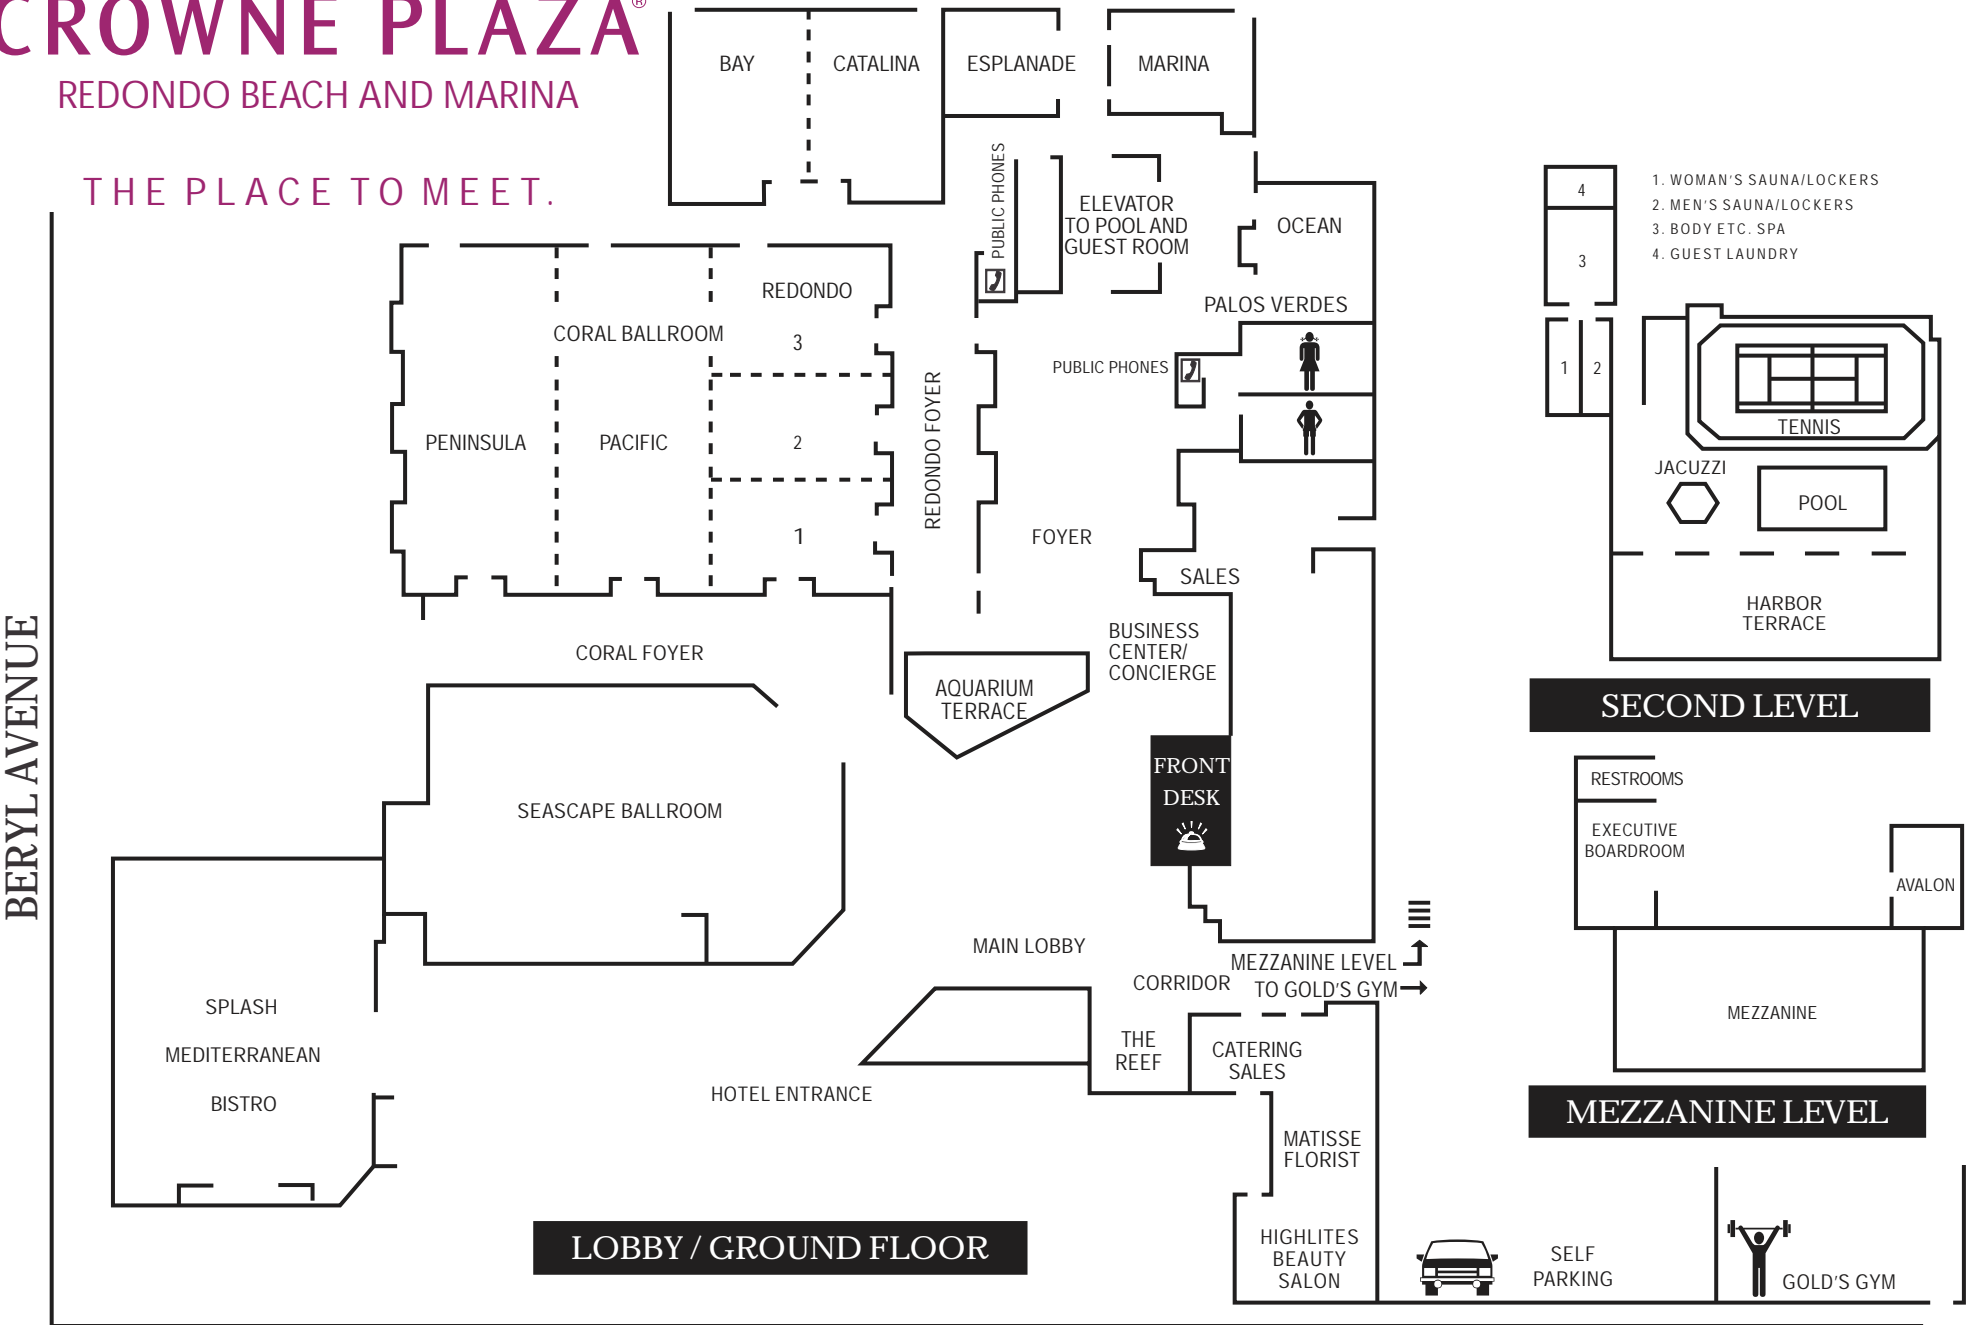 CROWNE PLAZA®
REDONDO BEACH AND MARINA
THE PLACE TO MEET.
BERYL AVENUE
BAY
CATALINA
ESPLANADE
MARINA
PUBLIC PHONES
ELEVATOR
TO POOL AND
GUEST ROOM
OCEAN
PALOS VERDES
PUBLIC PHONES
REDONDO
CORAL BALLROOM
3
PENINSULA
PACIFIC
2
1
REDONDO FOYER
FOYER
SALES
CORAL FOYER
BUSINESS
CENTER/
CONCIERGE
AQUARIUM
TERRACE
FRONT
DESK
SEASCAPE BALLROOM
MAIN LOBBY
MEZZANINE LEVEL
CORRIDOR
TO GOLD'S GYM
SPLASH
MEDITERRANEAN
BISTRO
THE
REEF
CATERING
SALES
HOTEL ENTRANCE
MATISSE
FLORIST
HIGHLITES
BEAUTY
SALON
LOBBY / GROUND FLOOR
SELF
PARKING
GOLD'S GYM
4
3
1
2
1. WOMAN'S SAUNA/LOCKERS
2. MEN'S SAUNA/LOCKERS
3. BODY ETC. SPA
4. GUEST LAUNDRY
TENNIS
JACUZZI
POOL
HARBOR
TERRACE
SECOND LEVEL
RESTROOMS
EXECUTIVE
BOARDROOM
AVALON
MEZZANINE
MEZZANINE LEVEL